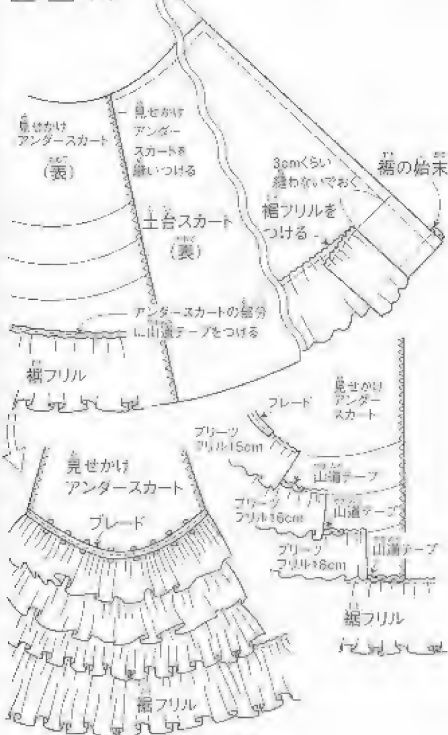 見せかけ
アンダースカート
(表)
見せかけ
アンダー
スカートを
縫いつける
土台スカート
(表)
3cmくらい
縫わないでおく
裾フリルを
つける
裾の始末
アンダースカートの部分
に山道テープをつける
裾フリル
見せかけ
アンダースカート
ブレード
裾フリル
見せかけ
アンダー
スカート
ブレード
プリーツ
フリル15cm
山道テープ
プリーツ
フリル16cm
山道テープ
プリーツ
フリル18cm
山道テープ
裾フリル